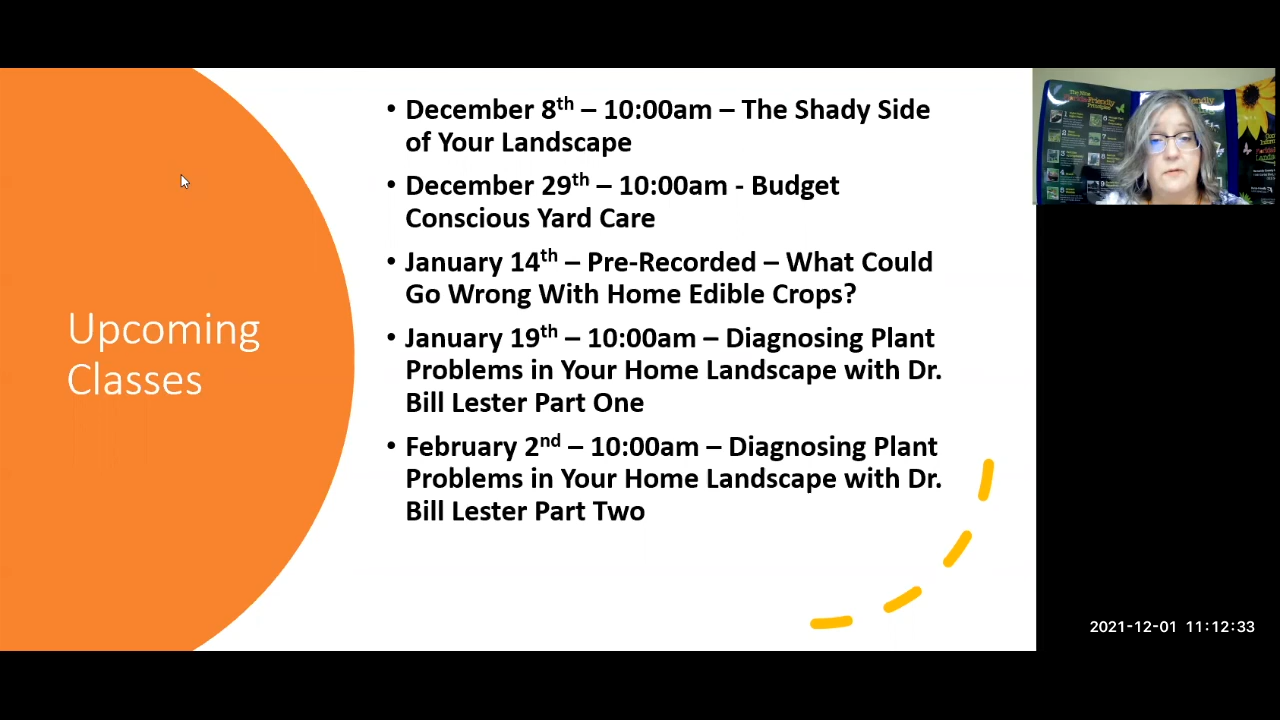 Upcoming
Classes
• December 8th – 10:00am – The Shady Side
of Your Landscape
• December 29th – 10:00am - Budget
Conscious Yard Care
• January 14th – Pre-Recorded – What Could
Go Wrong With Home Edible Crops?
• January 19th – 10:00am – Diagnosing Plant
Problems in Your Home Landscape with Dr.
Bill Lester Part One
• February 2nd – 10:00am – Diagnosing Plant
Problems in Your Home Landscape with Dr.
Bill Lester Part Two
The Nine
Principles
2021-12-01 11:12:33